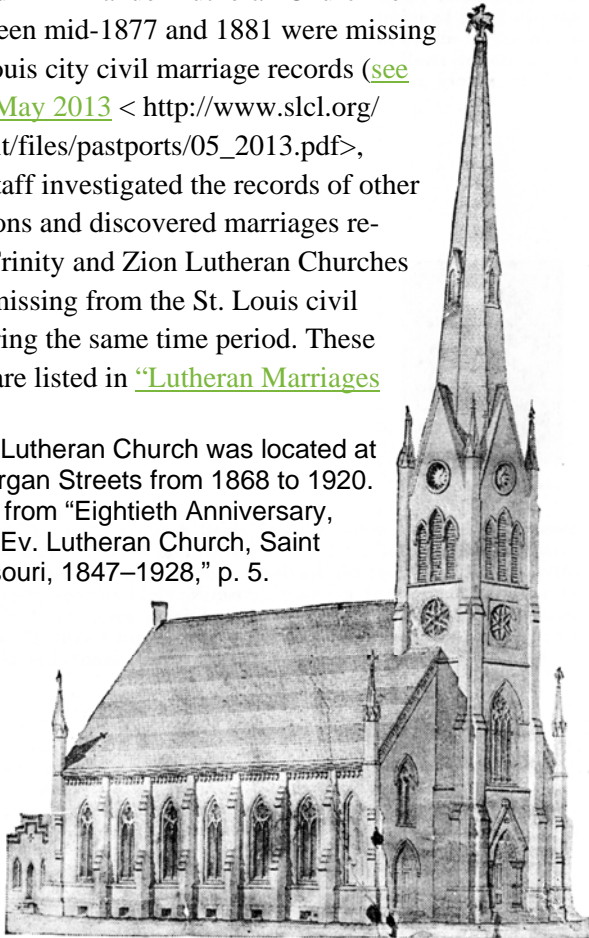 een mid-1877 and 1881 were missing
ouis city civil marriage records (see
May 2013 < http://www.slcl.org/
t/files/pastports/05_2013.pdf>,
taff investigated the records of other
ons and discovered marriages re-
Trinity and Zion Lutheran Churches
missing from the St. Louis civil
ring the same time period. These
are listed in “Lutheran Marriages
Lutheran Church was located at
rgan Streets from 1868 to 1920.
from “Eightieth Anniversary,
Ev. Lutheran Church, Saint
souri, 1847–1928,” p. 5.